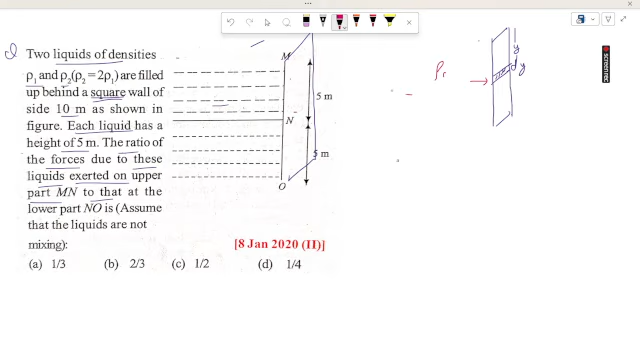 Q Two liquids of densities
ρ1 and ρ2 (ρ2 = 2ρ1) are filled
up behind a square wall of
side 10 m as shown in
figure. Each liquid has a
height of 5 m. The ratio of
the forces due to these
liquids exerted on upper
part MN to that at the
lower part NO is (Assume
that the liquids are not
mixing):
M
5 m
N
5 m
O
[8 Jan 2020 (II)]
(a) 1/3 (b) 2/3 (c) 1/2 (d) 1/4
y
dy
SCREENREC